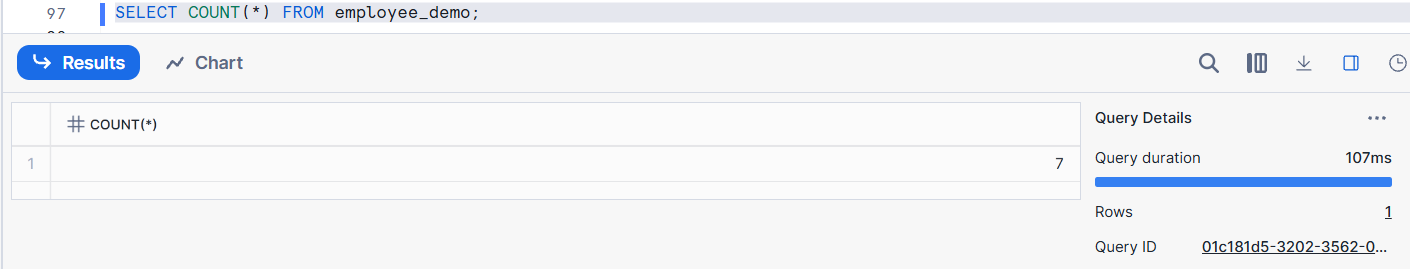 97 SELECT COUNT(*) FROM employee_demo;
Results Chart
COUNT(*)
1 7
Query Details
Query duration 107ms
Rows 1
Query ID 01c181d5-3202-3562-0...